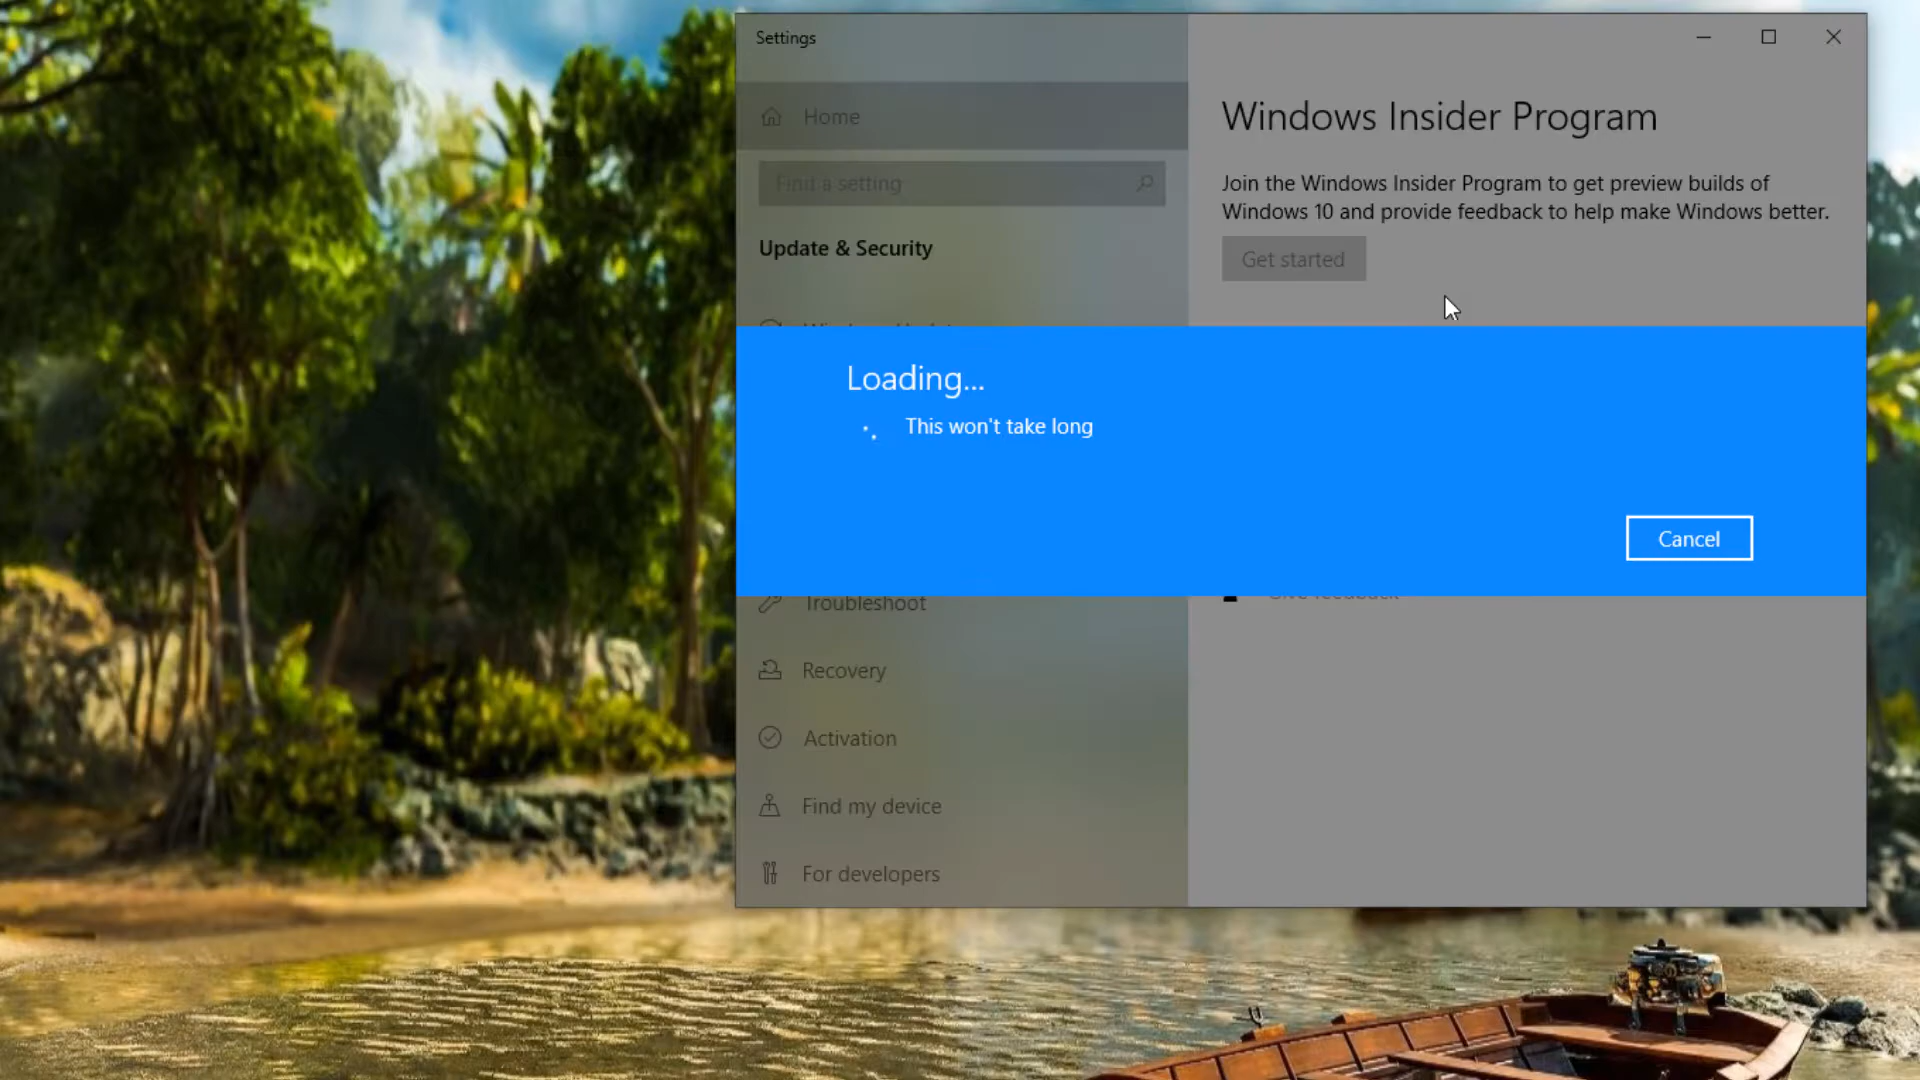 Settings
Home
Find a setting
Update & Security
Windows Insider Program
Join the Windows Insider Program to get preview builds of
Windows 10 and provide feedback to help make Windows better.
Get started
Loading...
This won't take long
Cancel
Troubleshoot
Recovery
Activation
Find my device
For developers
Give feedback